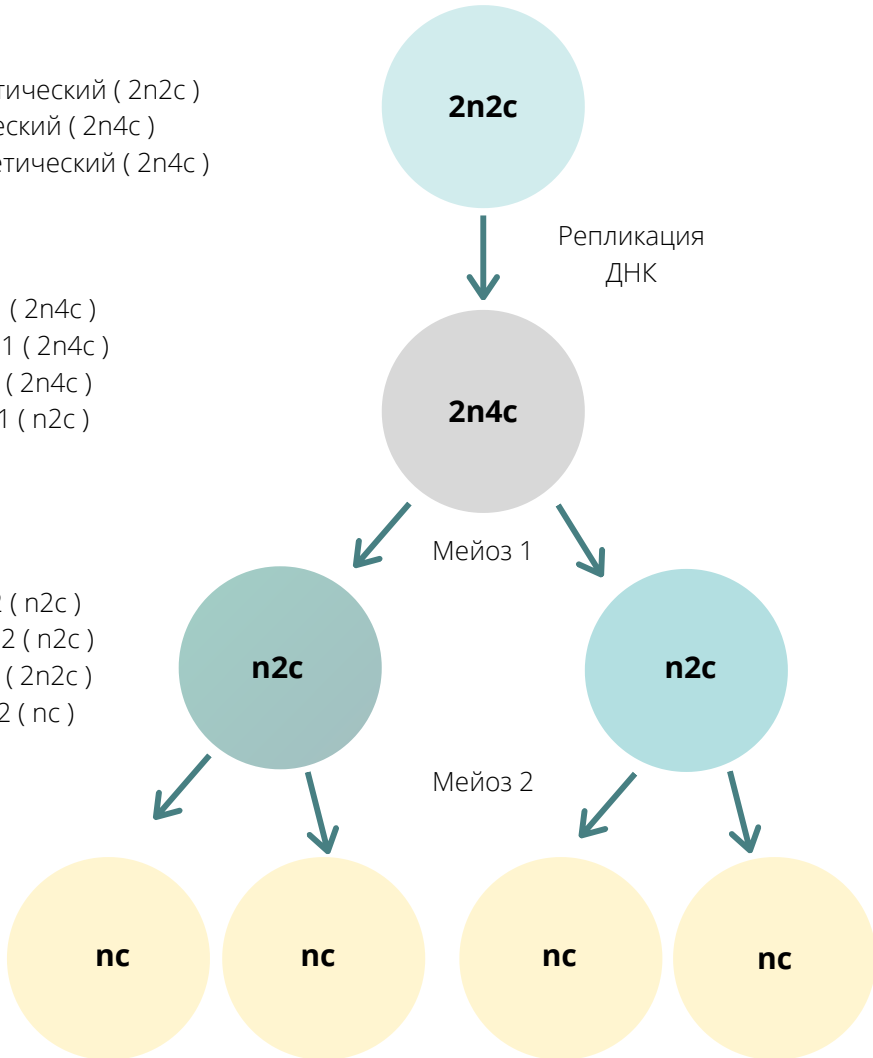 тический ( 2n2c )
еский ( 2n4c )
етический ( 2n4c )
( 2n4c )
1 ( 2n4c )
( 2n4c )
1 ( n2c )
2 ( n2c )
2 ( n2c )
( 2n2c )
2 ( nc )
2n2c
Репликация
ДНК
2n4c
Мейоз 1
n2c
n2c
Мейоз 2
nc
nc
nc
nc